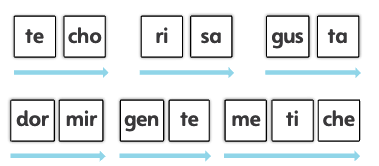 te cho ri sa gus ta
dor mir gen te me ti che